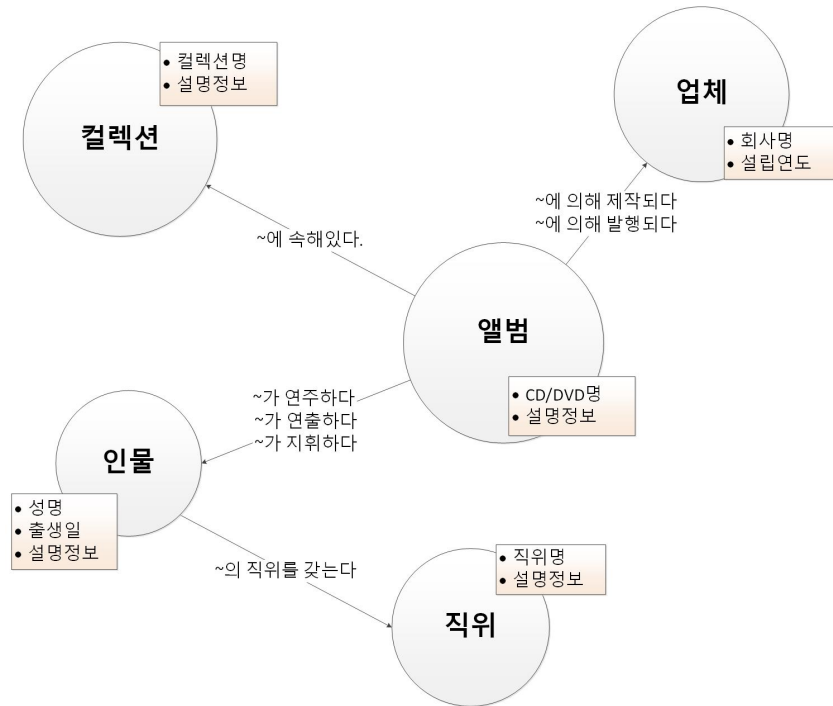 • 컬렉션명
• 설명정보
컬렉션
업체
• 회사명
• 설립연도
~에 의해 제작되다
~에 의해 발행되다
~에 속해있다.
앨범
• CD/DVD명
• 설명정보
~가 연주하다
~가 연출하다
~가 지휘하다
인물
• 성명
• 출생일
• 설명정보
~의 직위를 갖는다
• 직위명
• 설명정보
직위